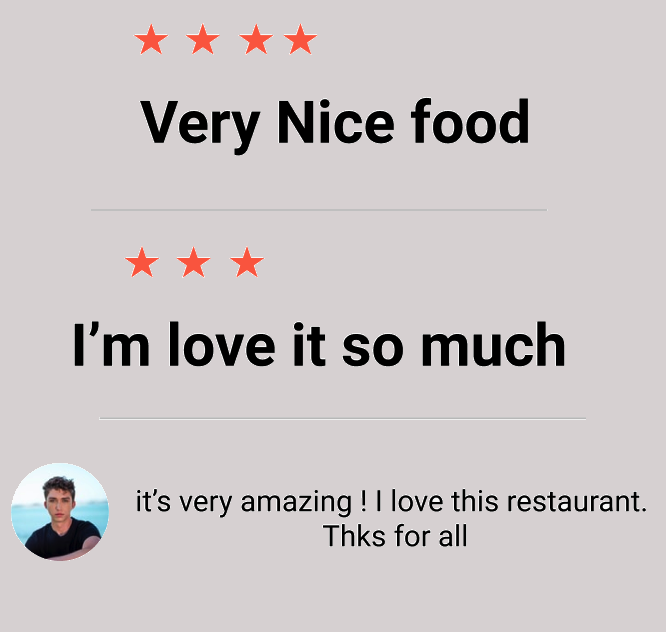 Very Nice food
I’m love it so much
it’s very amazing ! I love this restaurant.
Thks for all